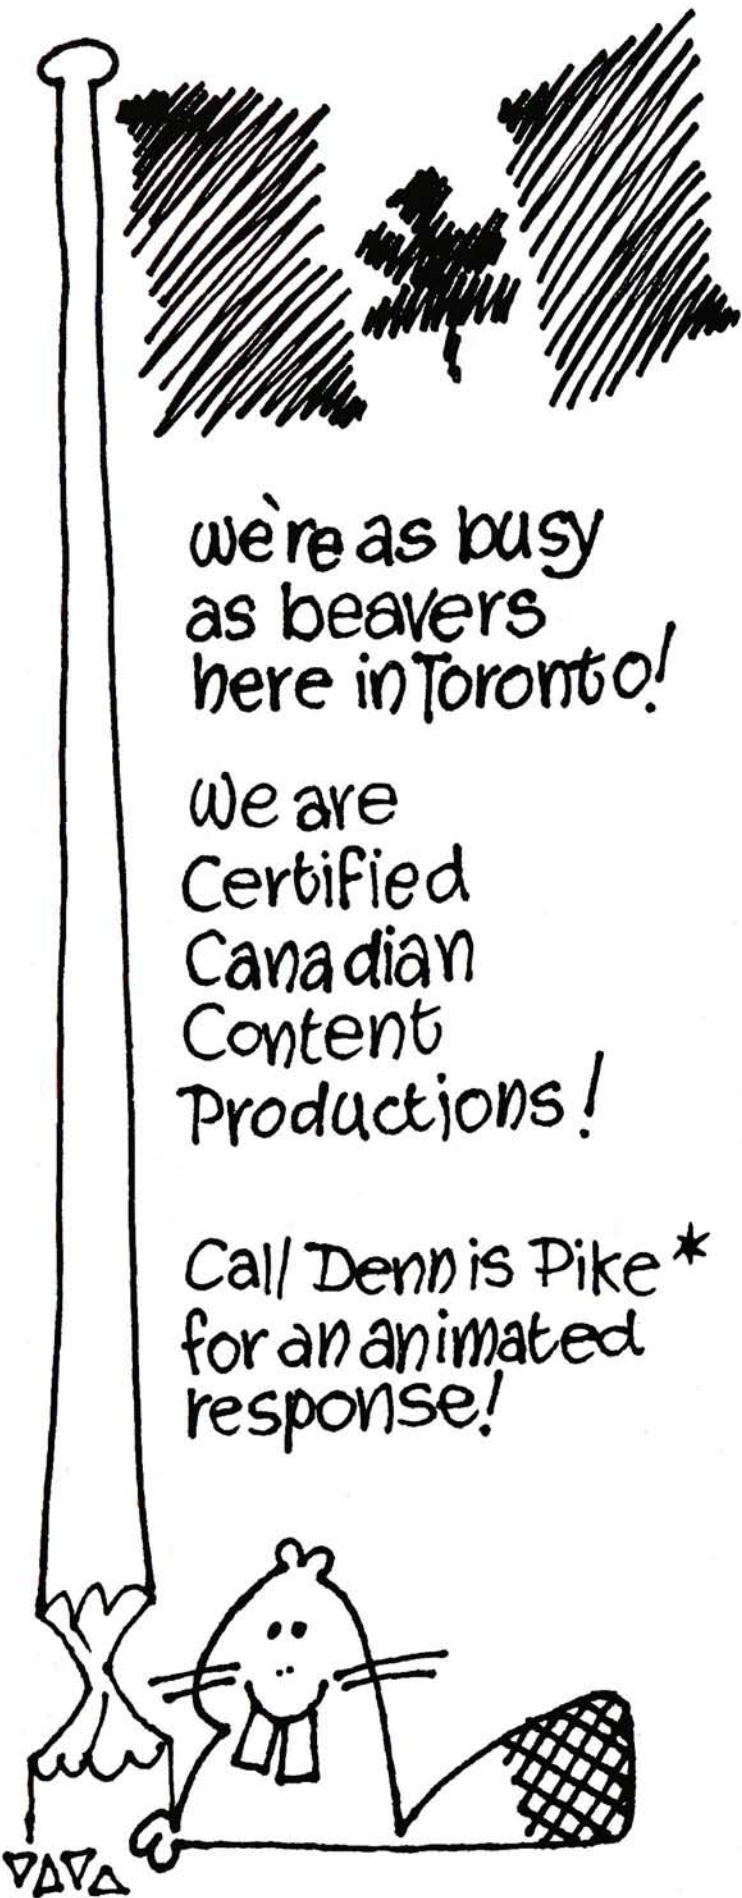 we're as busy
as beavers
here in Toronto!
We are
Certified
Canadian
Content
Productions!
Call Dennis Pike*
for an animated
response!